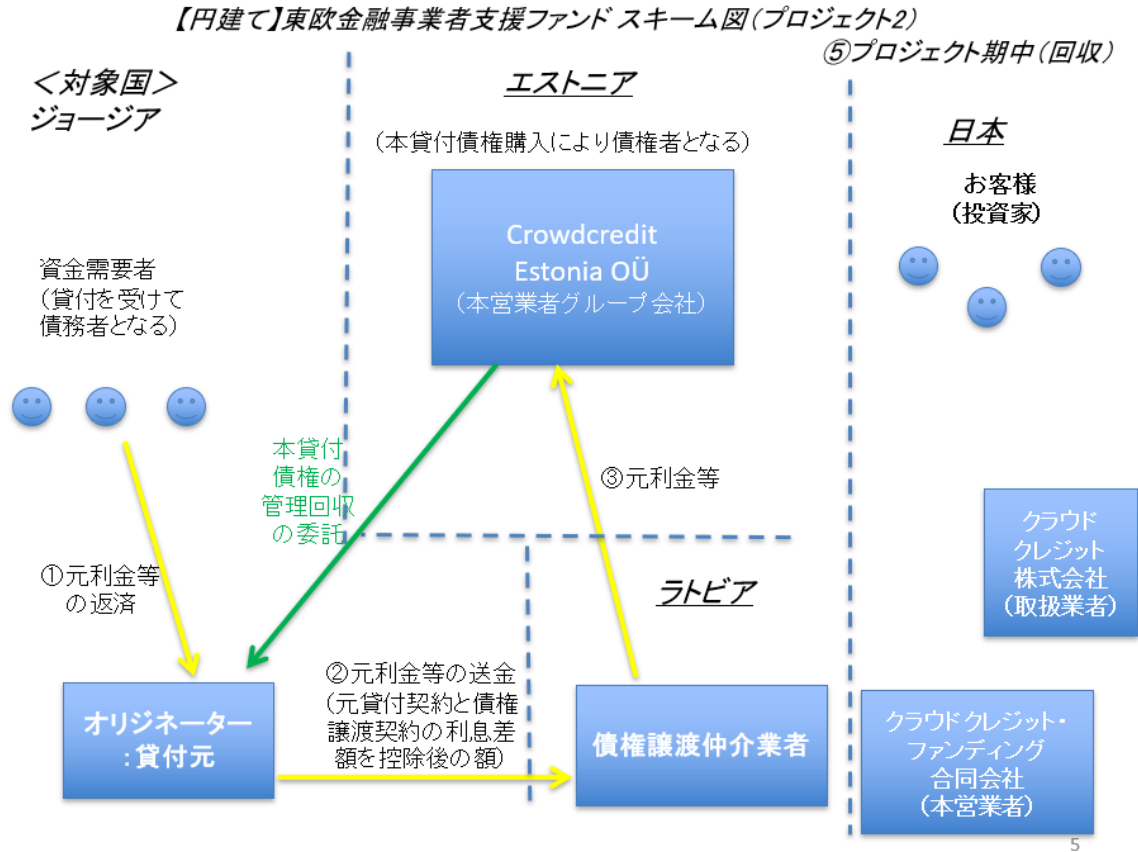 【円建て】東欧金融事業者支援ファンド スキーム図(プロジェクト2)
⑤プロジェクト期中(回収)
＜対象国＞
ジョージア
エストニア
(本貸付債権購入により債権者となる)
日本
お客様
(投資家)
Crowdcredit
Estonia OÜ
(本営業者グループ会社)
資金需要者
(貸付を受けて
債務者となる)
本貸付
債権の
管理回収
の委託
③元利金等
クラウド
クレジット
株式会社
(取扱業者)
①元利金等
の返済
ラトビア
②元利金等の送金
(元貸付契約と債権
譲渡契約の利息差
額を控除後の額)
オリジネーター
:貸付元
債権譲渡仲介業者
クラウドクレジット・
ファンディング
合同会社
(本営業者)
5